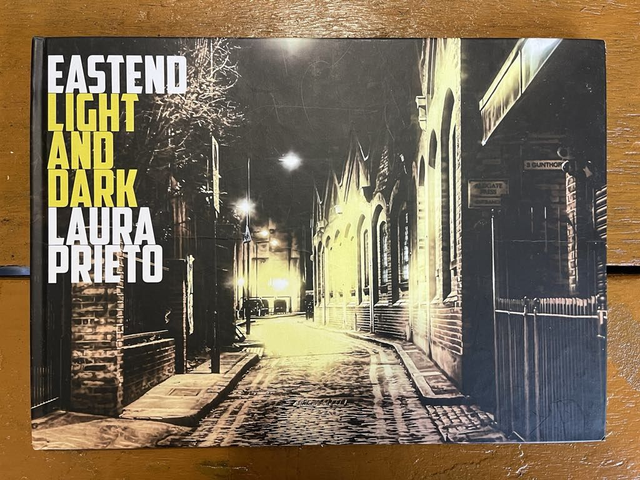 EASTEND
LIGHT
AND
DARK
LAURA
PRIETO